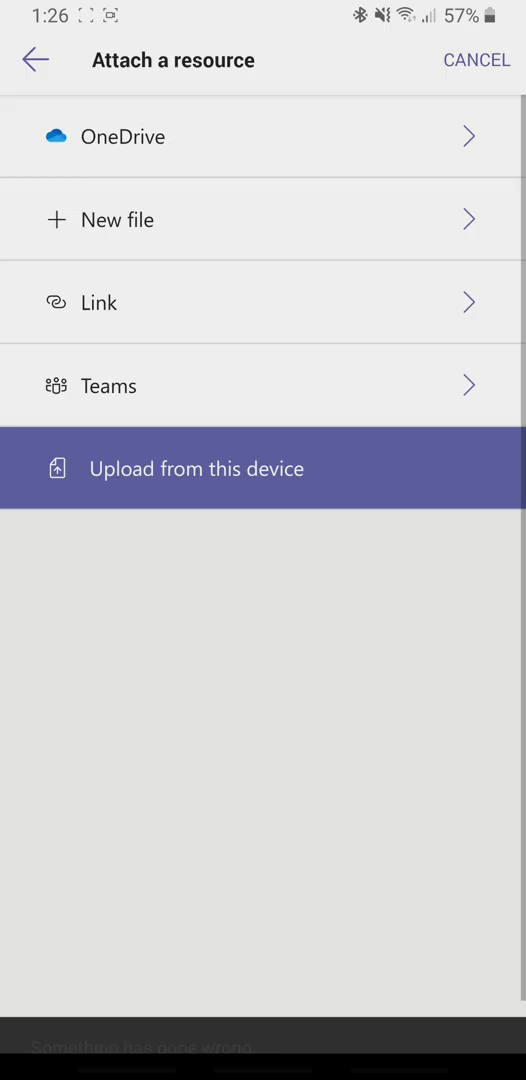 1:26 57%
Attach a resource CANCEL
OneDrive
New file
Link
Teams
Upload from this device
Something has gone wrong